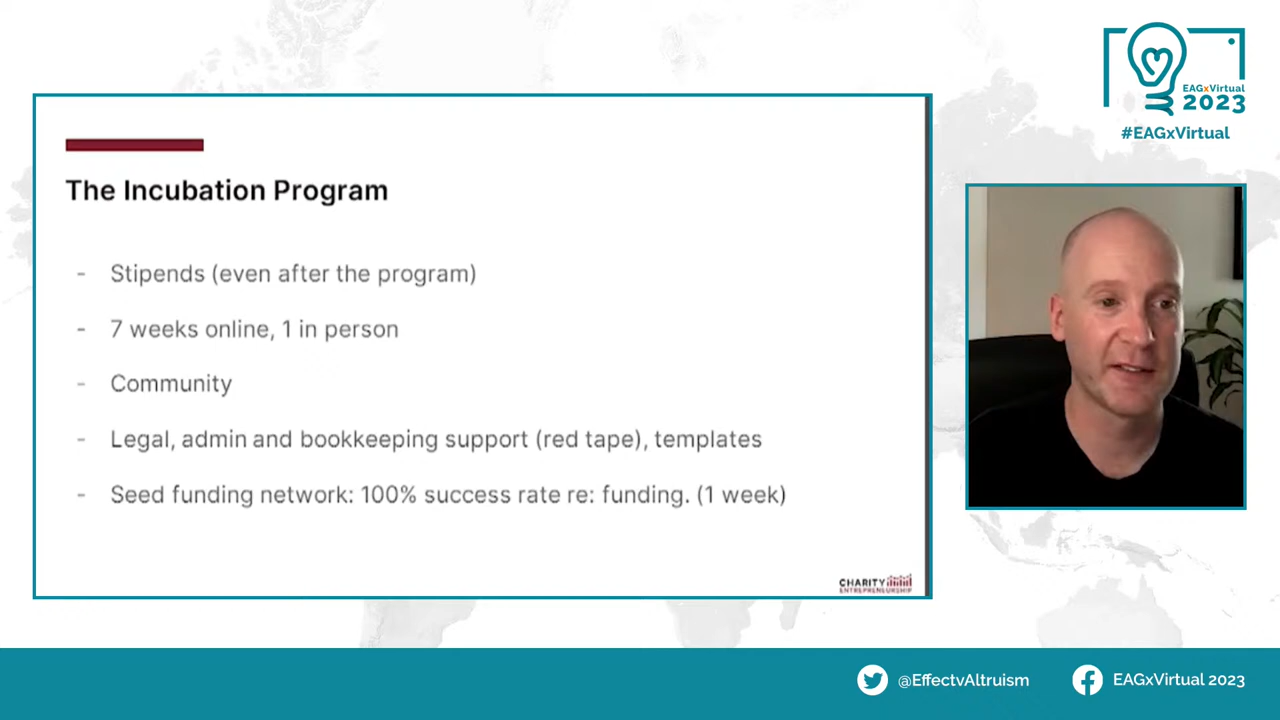 The Incubation Program
- Stipends (even after the program)
- 7 weeks online, 1 in person
- Community
- Legal, admin and bookkeeping support (red tape), templates
- Seed funding network: 100% success rate re: funding. (1 week)
CHARITY
ENTREPRENEURSHIP
EAGxVirtual
2023
#EAGxVirtual
@EffectvAltruism
EAGxVirtual 2023